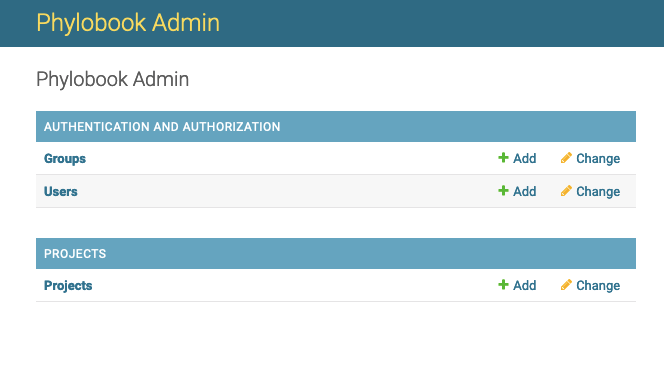 Phylobook Admin
Phylobook Admin
AUTHENTICATION AND AUTHORIZATION
Groups Add Change
Users Add Change
PROJECTS
Projects Add Change